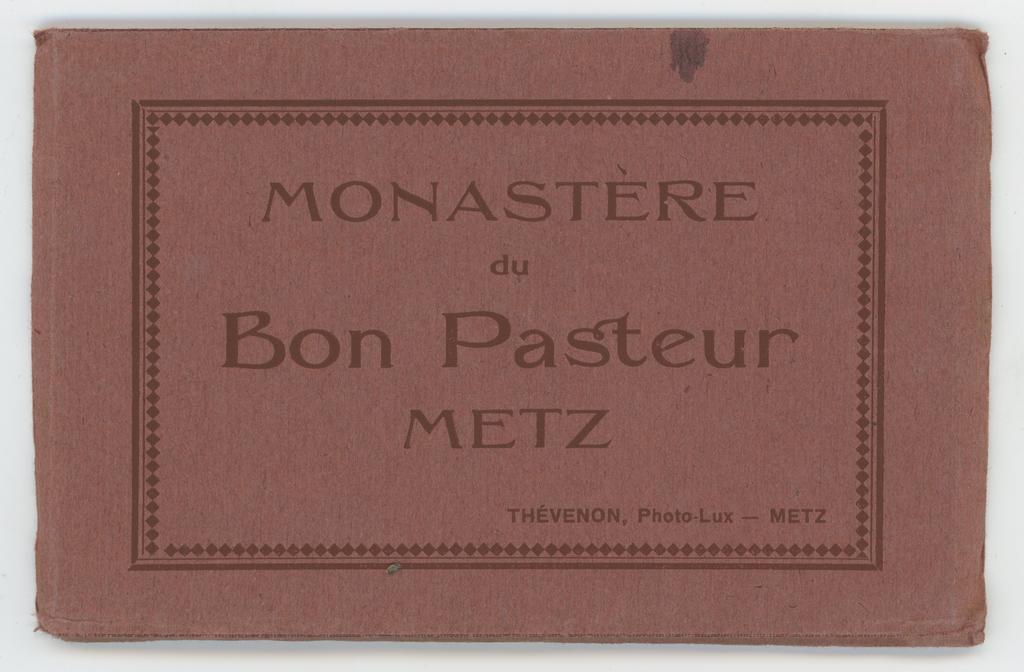 MONASTÈRE
du
Bon Pasteur
METZ
THÉVENON, Photo-Lux — METZ